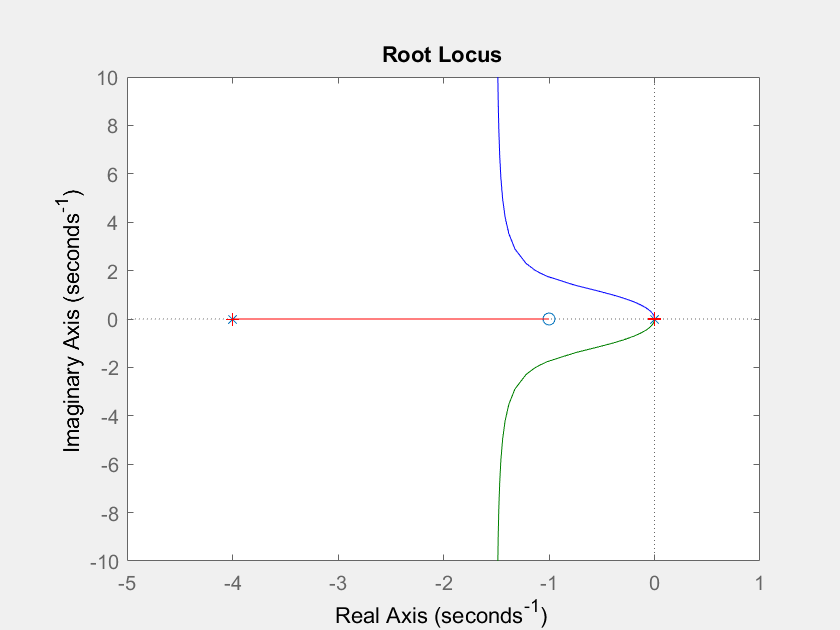 Root Locus
10
8
6
4
2
0
-2
-4
-6
-8
-10
-5 -4 -3 -2 -1 0 1
Imaginary Axis (seconds⁻¹)
Real Axis (seconds⁻¹)